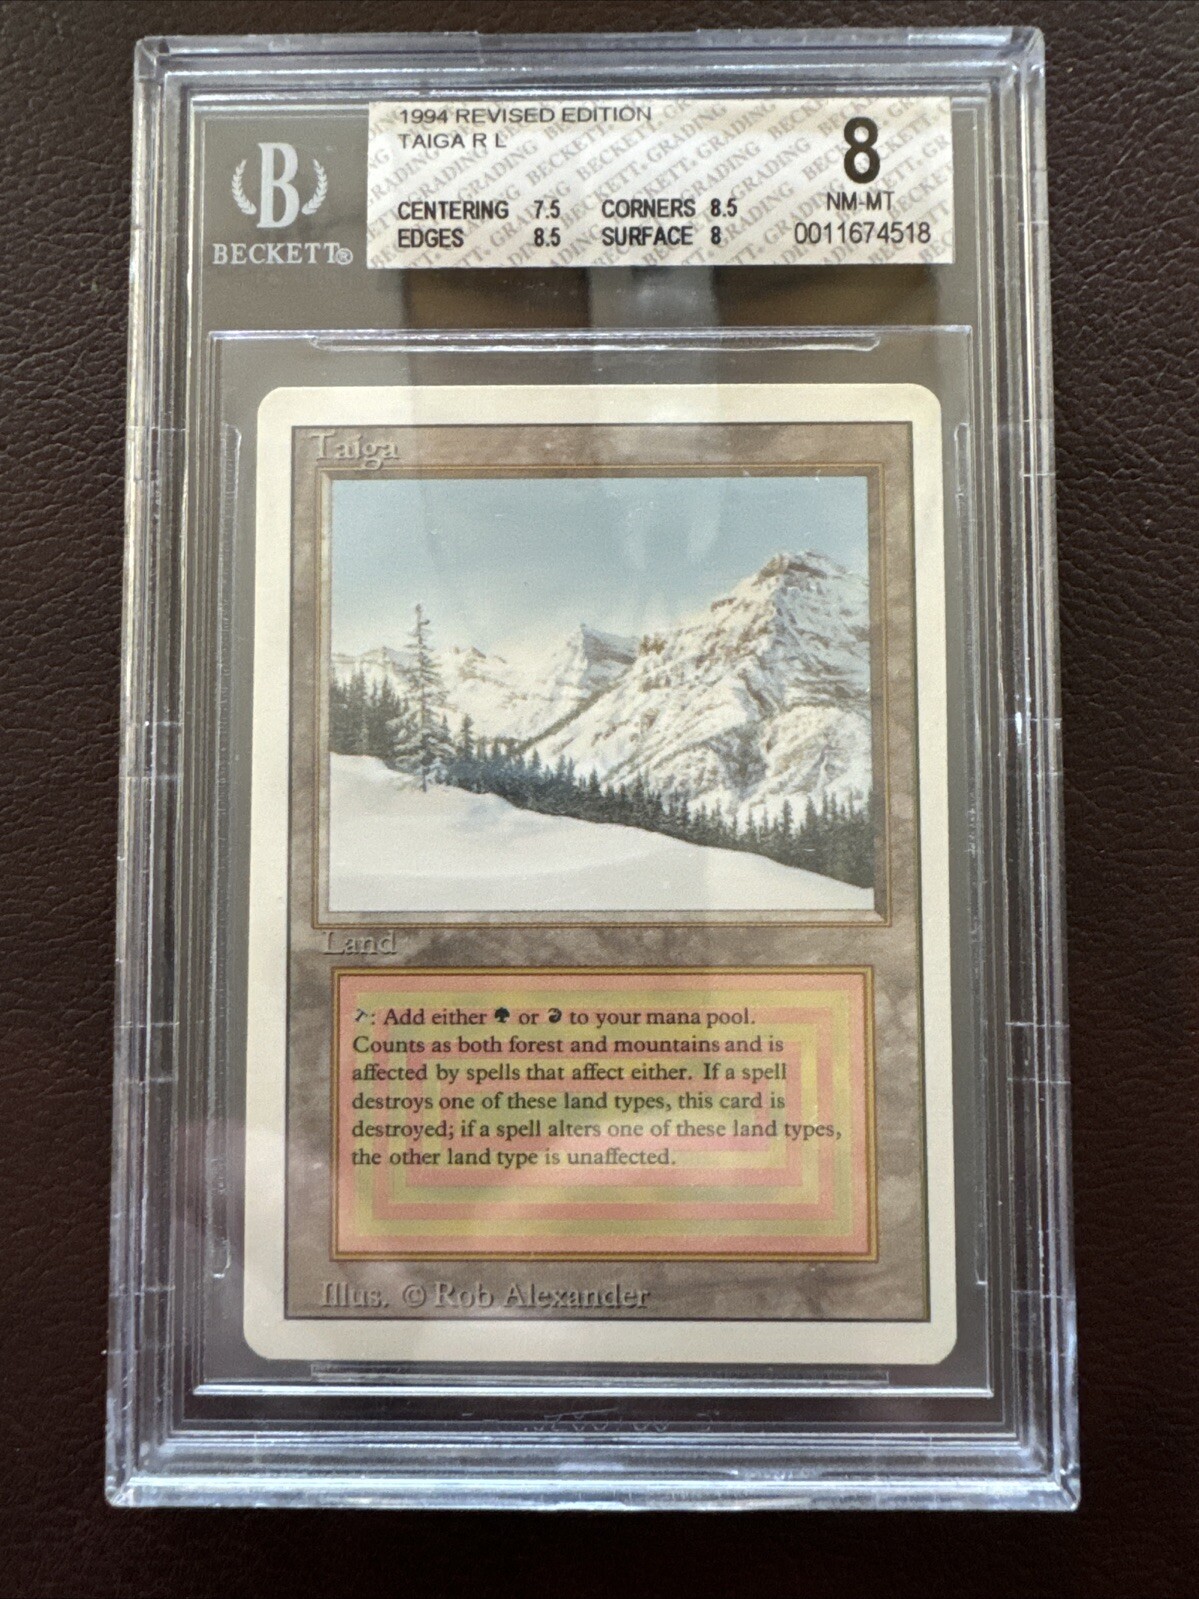 1994 REVISED EDITION
TAIGA R L
8
CENTERING 7.5 CORNERS 8.5 NM-MT
EDGES 8.5 SURFACE 8 0011674518
B
BECKETT®
Taiga
Land
: Add either or to your mana pool.
Counts as both forest and mountains and is
affected by spells that affect either. If a spell
destroys one of these land types, this card is
destroyed; if a spell alters one of these land types,
the other land type is unaffected.
Illus. © Rob Alexander